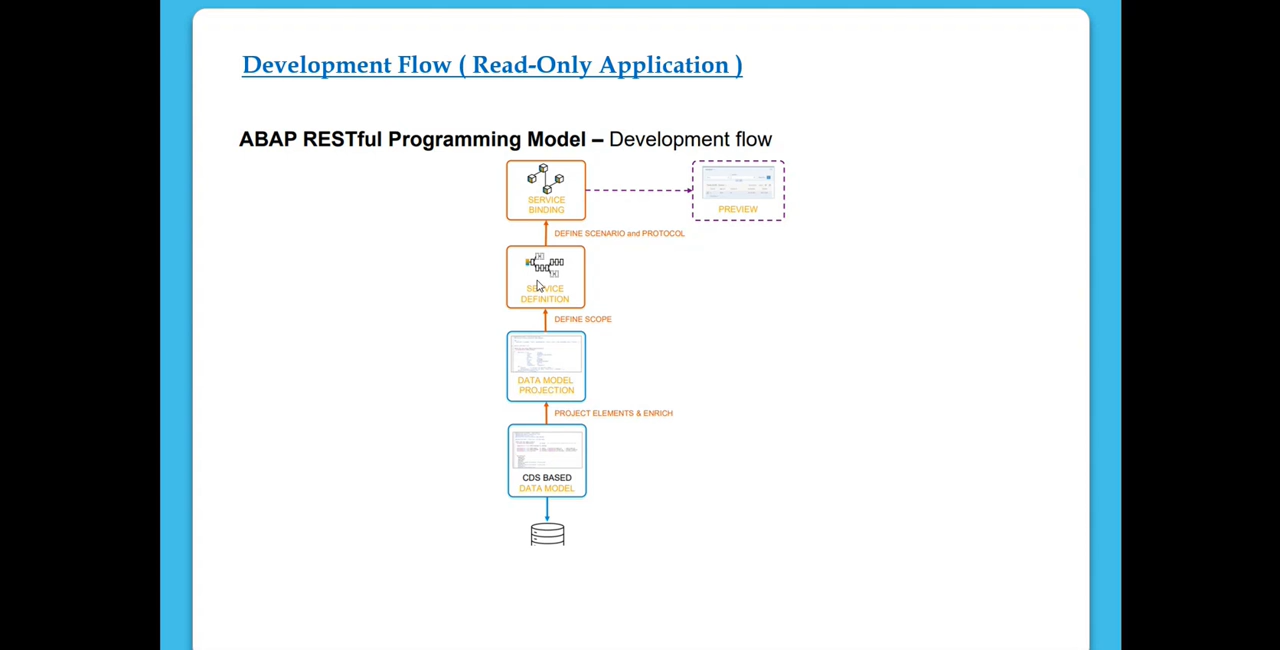 Development Flow ( Read-Only Application )
ABAP RESTful Programming Model – Development flow
SERVICE
BINDING
PREVIEW
DEFINE SCENARIO and PROTOCOL
SERVICE
DEFINITION
DEFINE SCOPE
DATA MODEL
PROJECTION
PROJECT ELEMENTS & ENRICH
CDS BASED
DATA MODEL